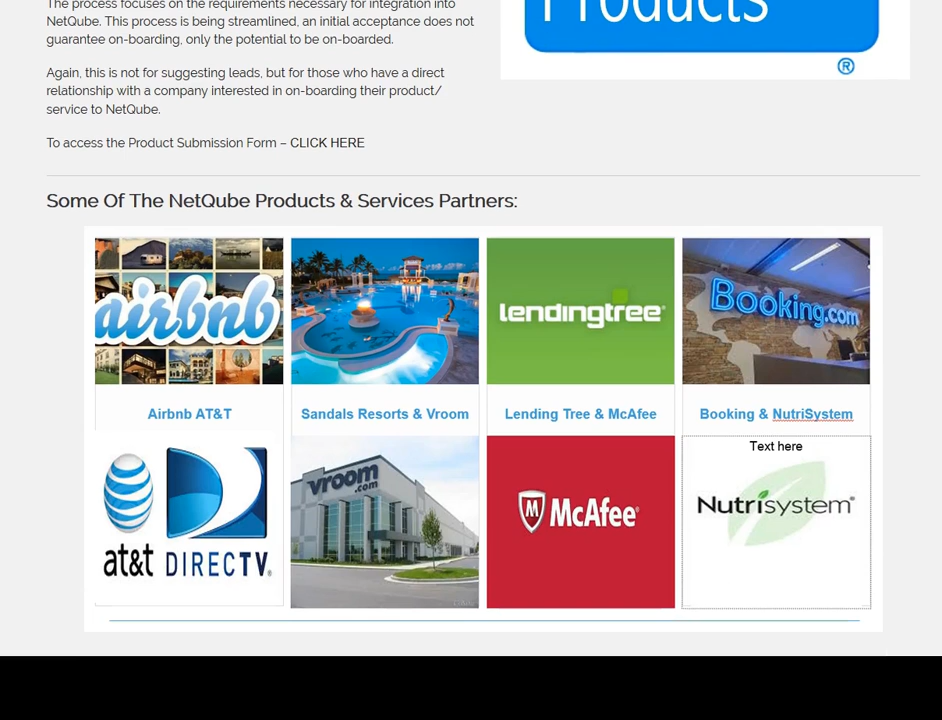 The process focuses on the requirements necessary for integration into
NetQube. This process is being streamlined, an initial acceptance does not
guarantee on-boarding, only the potential to be on-boarded.
Again, this is not for suggesting leads, but for those who have a direct
relationship with a company interested in on-boarding their product/
service to NetQube.
To access the Product Submission Form – CLICK HERE
Products
®
Some Of The NetQube Products & Services Partners:
airbnb
lendingtree®
Booking.com
Airbnb AT&T
Sandals Resorts & Vroom
Lending Tree & McAfee
Booking & NutriSystem
at&t DIRECTV®
vroom
.com
McAfee®
Text here
Nutrisystem®